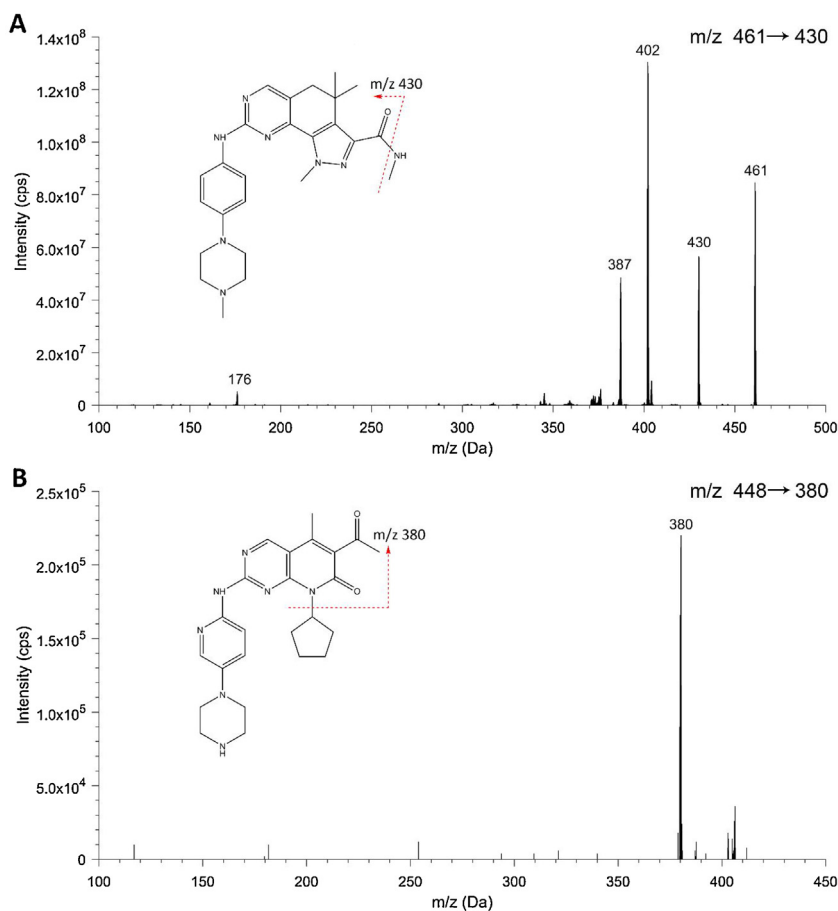 A
m/z 461→430
1.4x10⁸
1.2x10⁸
1.0x10⁸
8.0x10⁷
6.0x10⁷
4.0x10⁷
2.0x10⁷
0
Intensity (cps)
402
461
430
387
176
m/z 430
N
N
NH
O
NH
N
N
N
N
100
150
200
250
300
350
400
450
500
m/z (Da)
B
m/z 448→380
2.5x10⁵
2.0x10⁵
1.5x10⁵
1.0x10⁵
5.0x10⁴
0
Intensity (cps)
380
O
m/z 380
N
NH
N
N
O
N
N
N
H
100
150
200
250
300
350
400
450
m/z (Da)